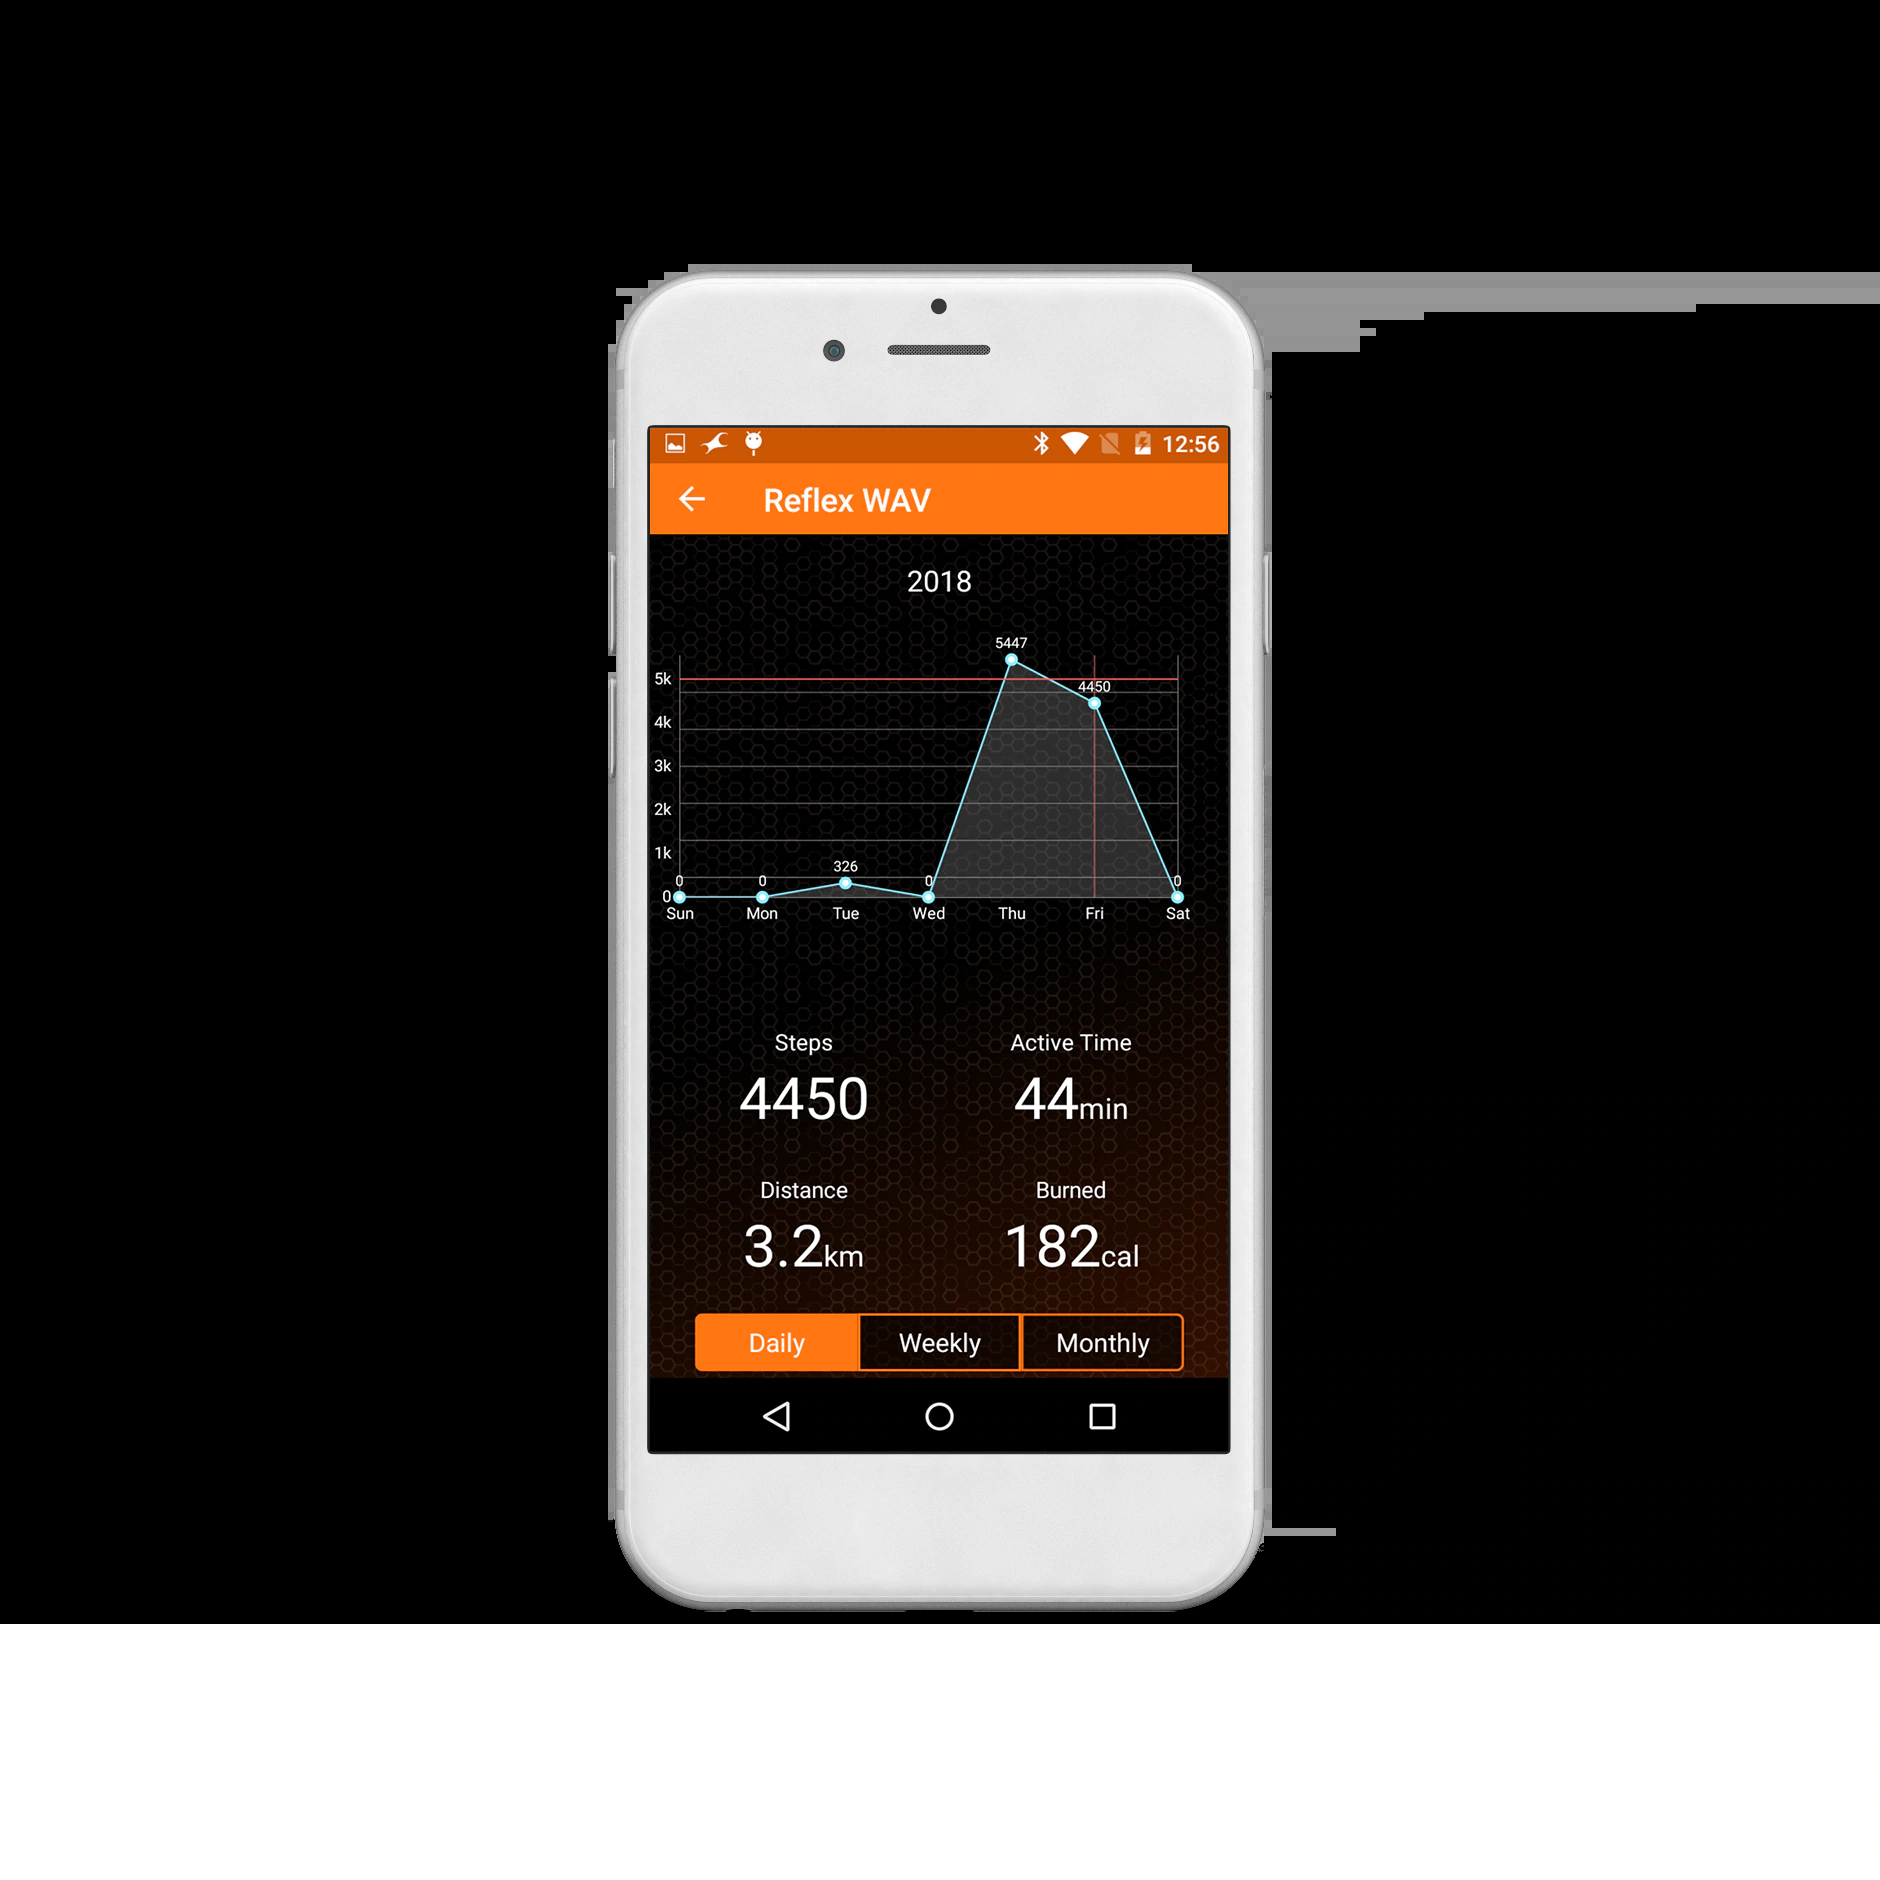 12:56
Reflex WAV
2018
5447
5k
4450
4k
3k
2k
1k
326
0 0 0 0
0
Sun Mon Tue Wed Thu Fri Sat
Steps Active Time
4450 44min
Distance Burned
3.2km 182cal
Daily Weekly Monthly